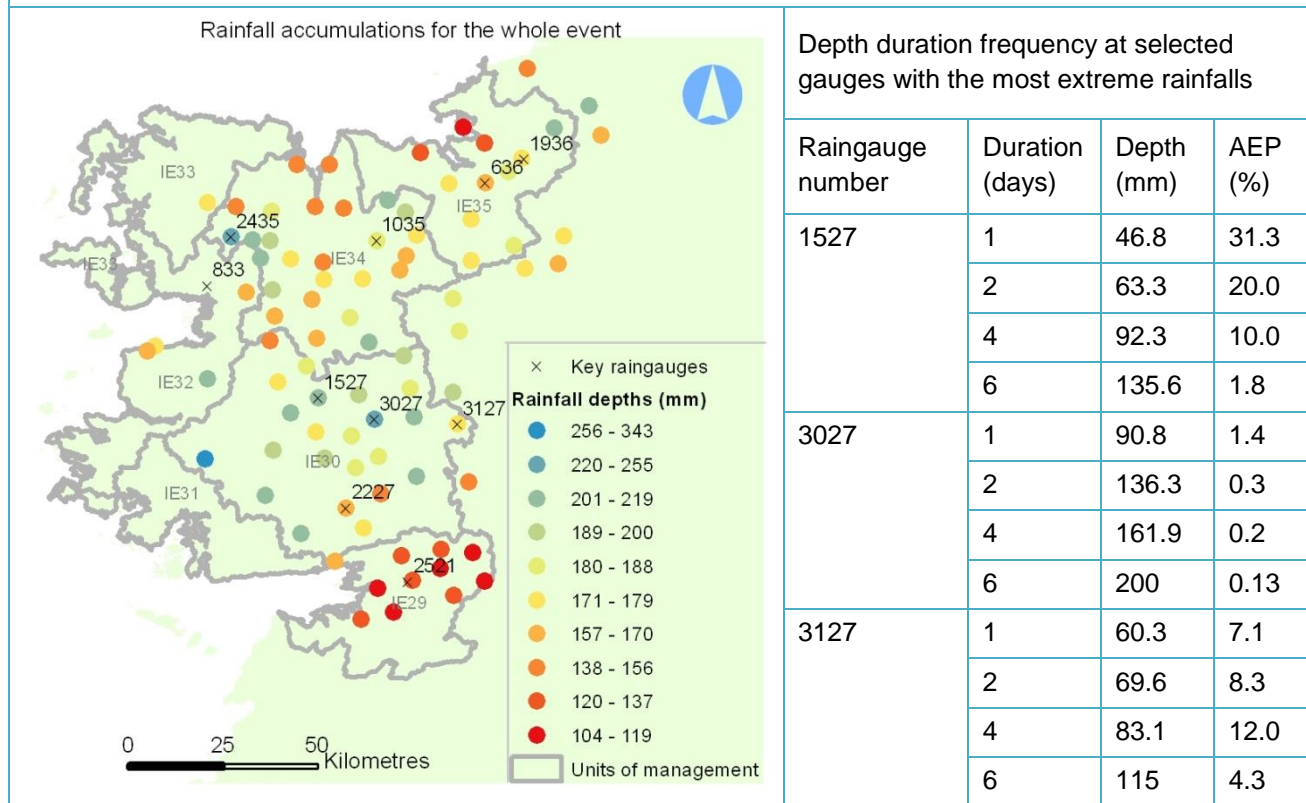 Rainfall accumulations for the whole event
1936
IE33
636
IE35
2435
1035
IE33
IE34
833
IE32
1527
3027
3127
IE30
IE31
2227
2521
IE29
× Key raingauges
Rainfall depths (mm)
256 - 343
220 - 255
201 - 219
189 - 200
180 - 188
171 - 179
157 - 170
138 - 156
120 - 137
104 - 119
Units of management
0 25 50
Kilometres
Depth duration frequency at selected
gauges with the most extreme rainfalls
Raingauge Duration Depth AEP
number (days) (mm) (%)
1527 1 46.8 31.3
2 63.3 20.0
4 92.3 10.0
6 135.6 1.8
3027 1 90.8 1.4
2 136.3 0.3
4 161.9 0.2
6 200 0.13
3127 1 60.3 7.1
2 69.6 8.3
4 83.1 12.0
6 115 4.3